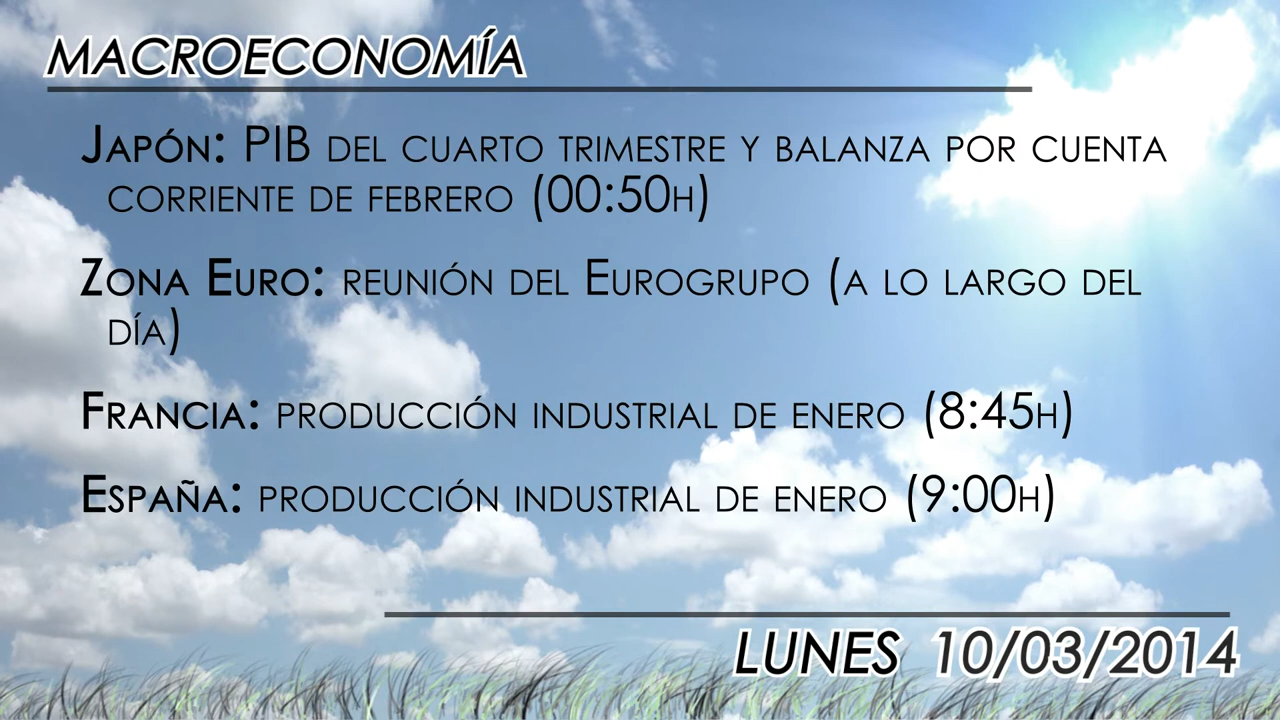 MACROECONOMÍA
Japón: PIB del cuarto trimestre y balanza por cuenta
corriente de febrero (00:50h)
Zona Euro: reunión del Eurogrupo (a lo largo del
día)
Francia: producción industrial de enero (8:45h)
España: producción industrial de enero (9:00h)
LUNES 10/03/2014